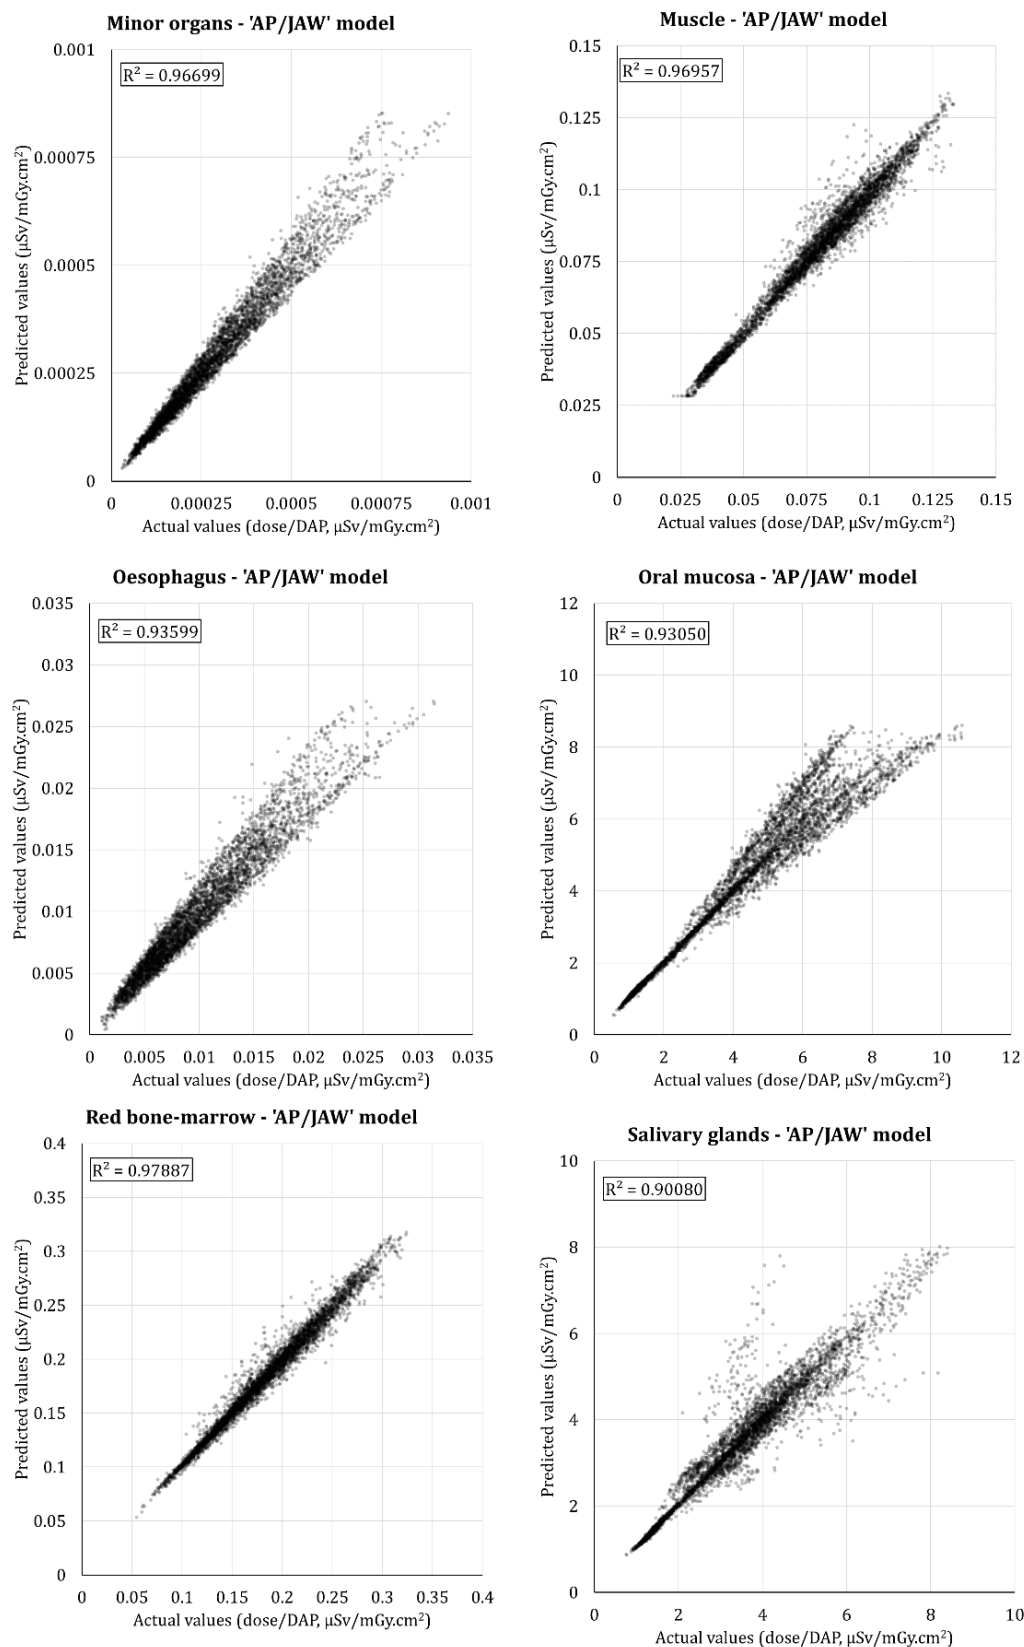 Minor organs - 'AP/JAW' model
R² = 0.96699
Predicted values (μSv/mGy.cm²)
0.001
0.00075
0.0005
0.00025
0
0 0.00025 0.0005 0.00075 0.001
Actual values (dose/DAP, μSv/mGy.cm²)
Muscle - 'AP/JAW' model
R² = 0.96957
Predicted values (μSv/mGy.cm²)
0.15
0.125
0.1
0.075
0.05
0.025
0
0 0.025 0.05 0.075 0.1 0.125 0.15
Actual values (dose/DAP, μSv/mGy.cm²)
Oesophagus - 'AP/JAW' model
R² = 0.93599
Predicted values (μSv/mGy.cm²)
0.035
0.03
0.025
0.02
0.015
0.01
0.005
0
0 0.005 0.01 0.015 0.02 0.025 0.03 0.035
Actual values (dose/DAP, μSv/mGy.cm²)
Oral mucosa - 'AP/JAW' model
R² = 0.93050
Predicted values (μSv/mGy.cm²)
12
10
8
6
4
2
0
0 2 4 6 8 10 12
Actual values (dose/DAP, μSv/mGy.cm²)
Red bone-marrow - 'AP/JAW' model
R² = 0.97887
Predicted values (μSv/mGy.cm²)
0.4
0.35
0.3
0.25
0.2
0.15
0.1
0.05
0
0 0.05 0.1 0.15 0.2 0.25 0.3 0.35 0.4
Actual values (dose/DAP, μSv/mGy.cm²)
Salivary glands - 'AP/JAW' model
R² = 0.90080
Predicted values (μSv/mGy.cm²)
10
8
6
4
2
0
0 2 4 6 8 10
Actual values (dose/DAP, μSv/mGy.cm²)